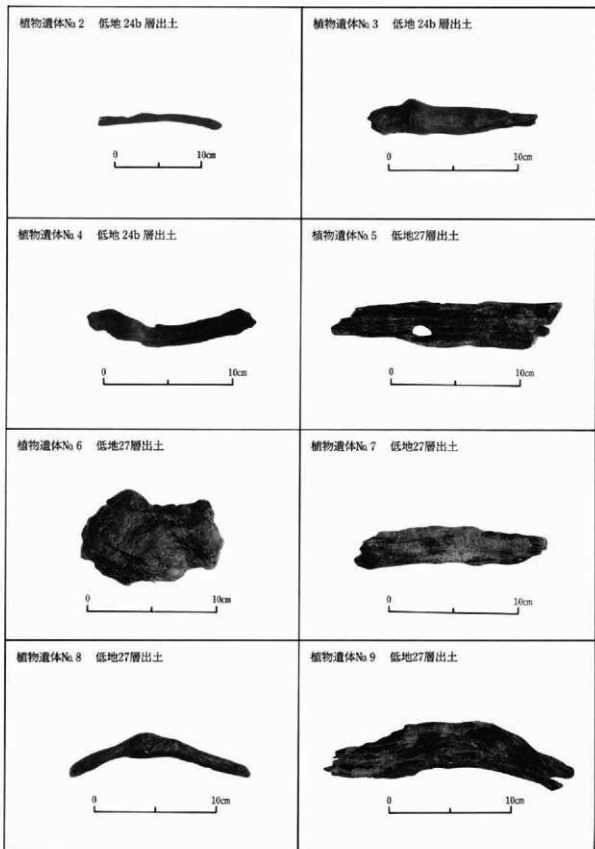 植物遺体№2　低地24b層出土
0 10cm
植物遺体№3　低地24b層出土
0 10cm
植物遺体№4　低地24b層出土
0 10cm
植物遺体№5　低地27層出土
0 10cm
植物遺体№6　低地27層出土
0 10cm
植物遺体№7　低地27層出土
0 10cm
植物遺体№8　低地27層出土
0 10cm
植物遺体№9　低地27層出土
0 10cm